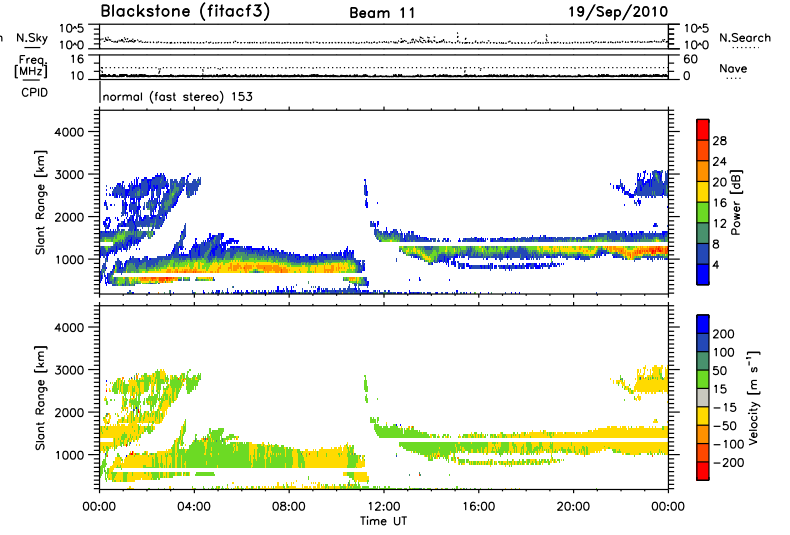 Blackstone (fitacf3)
Beam 11
19/Sep/2010
N.Sky
10^5
10^0
10^5
10^0
N.Search
Freq.
[MHz]
16
10
60
0
Nave
CPID
normal (fast stereo) 153
Slant Range [km]
4000
3000
2000
1000
28
24
20
16
12
8
4
Power [dB]
Slant Range [km]
4000
3000
2000
1000
200
100
50
15
-15
-50
-100
-200
Velocity [m s⁻¹]
00:00
04:00
08:00
12:00
16:00
20:00
00:00
Time UT